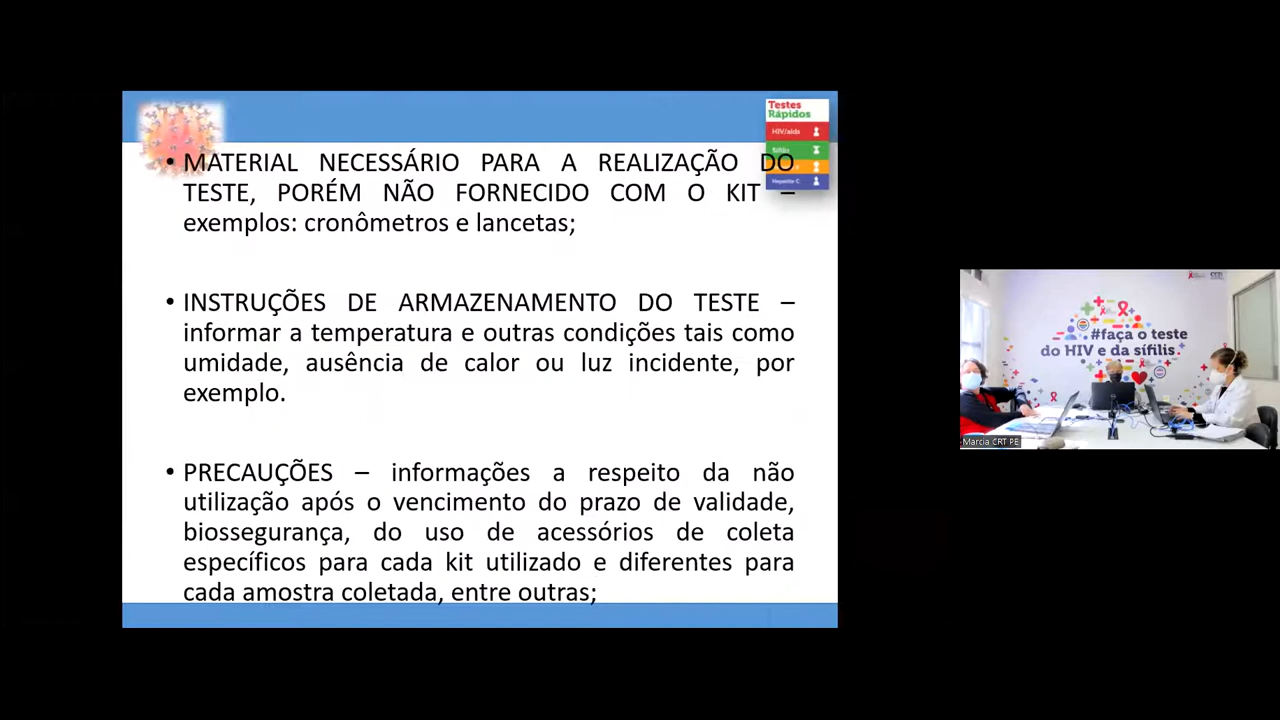 Testes
Rápidos
HIV/aids
Sífilis
Hepatite C
• MATERIAL NECESSÁRIO PARA A REALIZAÇÃO DO
TESTE, PORÉM NÃO FORNECIDO COM O KIT –
exemplos: cronômetros e lancetas;
• INSTRUÇÕES DE ARMAZENAMENTO DO TESTE –
informar a temperatura e outras condições tais como
umidade, ausência de calor ou luz incidente, por
exemplo.
• PRECAUÇÕES – informações a respeito da não
utilização após o vencimento do prazo de validade,
biossegurança, do uso de acessórios de coleta
específicos para cada kit utilizado e diferentes para
cada amostra coletada, entre outras;
#faça o teste
do HIV e da sífilis.
Marcia CRT PE